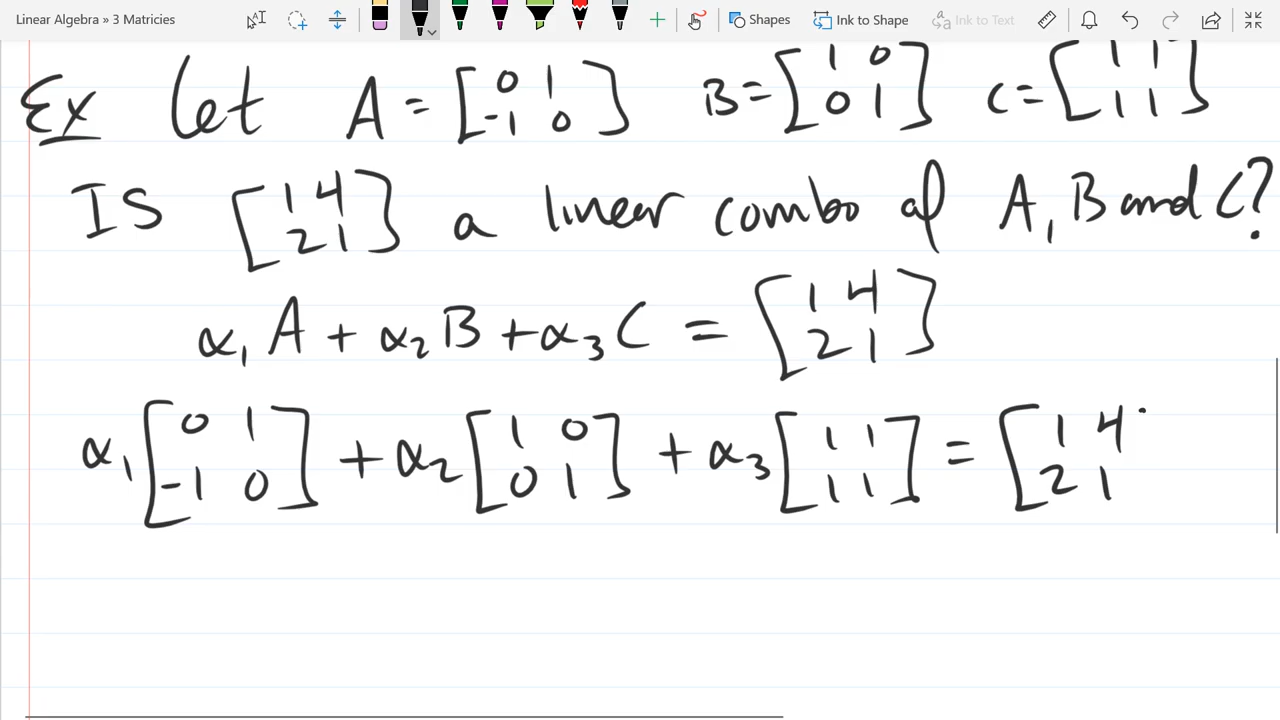 Linear Algebra » 3 Matricies Shapes Ink to Shape Ink to Text
Ex Let A = [0 1; -1 0] B = [1 0; 0 1] C = [1 1; 1 1]
IS [1 4; 2 1] a linear combo of A, B and C?
α₁A + α₂B + α₃C = [1 4; 2 1]
α₁[0 1; -1 0] + α₂[1 0; 0 1] + α₃[1 1; 1 1] = [1 4; 2 1